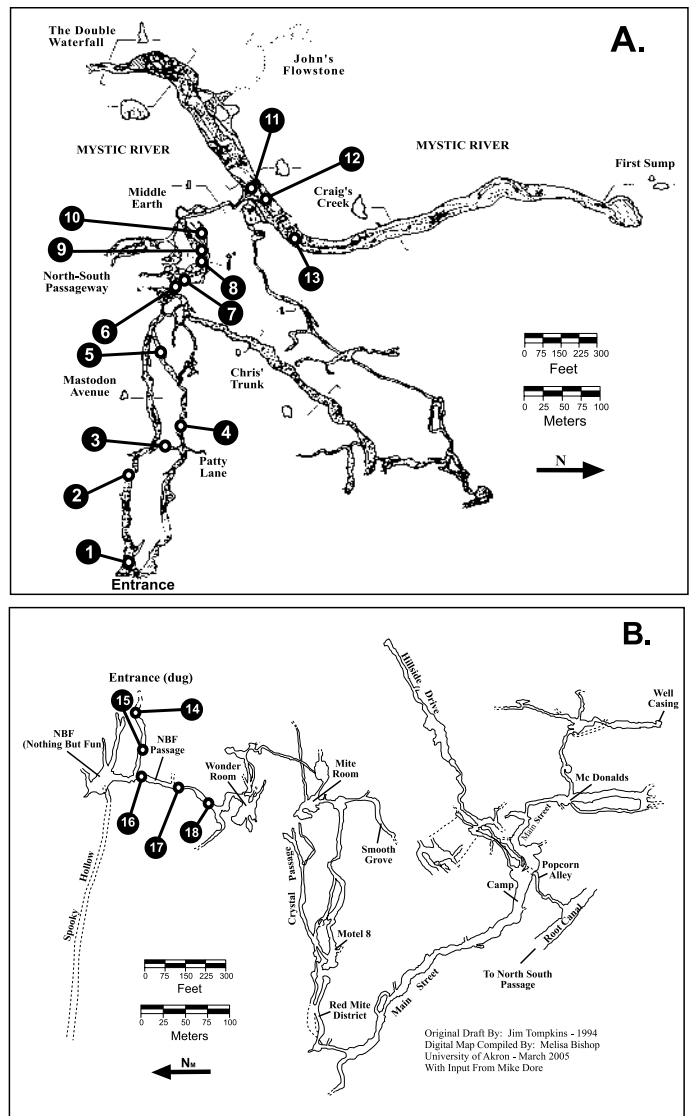 A.
The Double
Waterfall
John's
Flowstone
MYSTIC RIVER
11
MYSTIC RIVER
12
First Sump
Middle
Earth
Craig's
Creek
10
9
13
8
North-South
Passageway
7
6
5
Chris'
Trunk
Mastodon
Avenue
0 75 150 225 300
Feet
0 25 50 75 100
Meters
4
3
Patty
Lane
N
2
1
Entrance
B.
Entrance (dug)
Hillside Drive
Well
Casing
15
14
NBF
(Nothing But Fun)
NBF
Passage
Wonder
Room
Mite
Room
Mc Donalds
16
17
18
Main Street
Smooth
Grove
Popcorn
Alley
Camp
Crystal Passage
Spooky Hollow
Root Canal
Motel 8
To North South
Passage
0 75 150 225 300
Feet
0 25 50 75 100
Meters
Red Mite
District
Main Street
NM
Original Draft By: Jim Tompkins - 1994
Digital Map Compiled By: Melisa Bishop
University of Akron - March 2005
With Input From Mike Dore